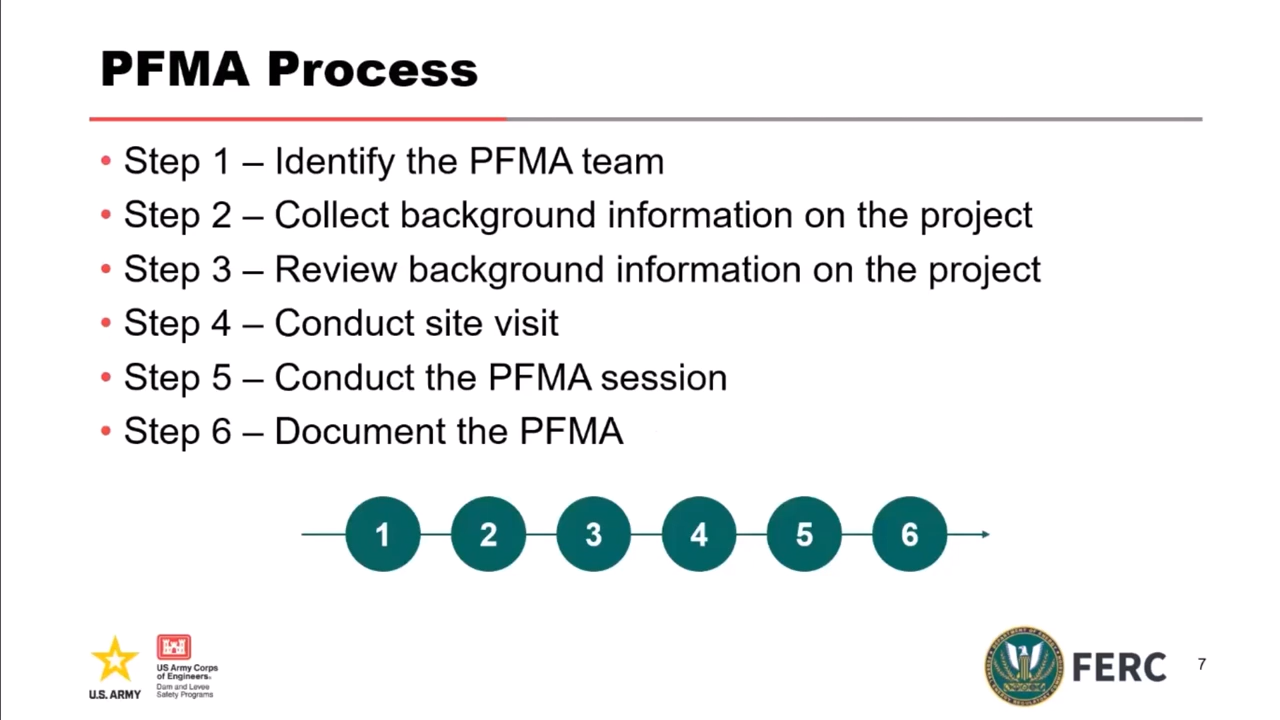 PFMA Process
• Step 1 – Identify the PFMA team
• Step 2 – Collect background information on the project
• Step 3 – Review background information on the project
• Step 4 – Conduct site visit
• Step 5 – Conduct the PFMA session
• Step 6 – Document the PFMA
1 2 3 4 5 6
U.S. ARMY
US Army Corps
of Engineers®
Dam and Levee
Safety Programs
FERC
7